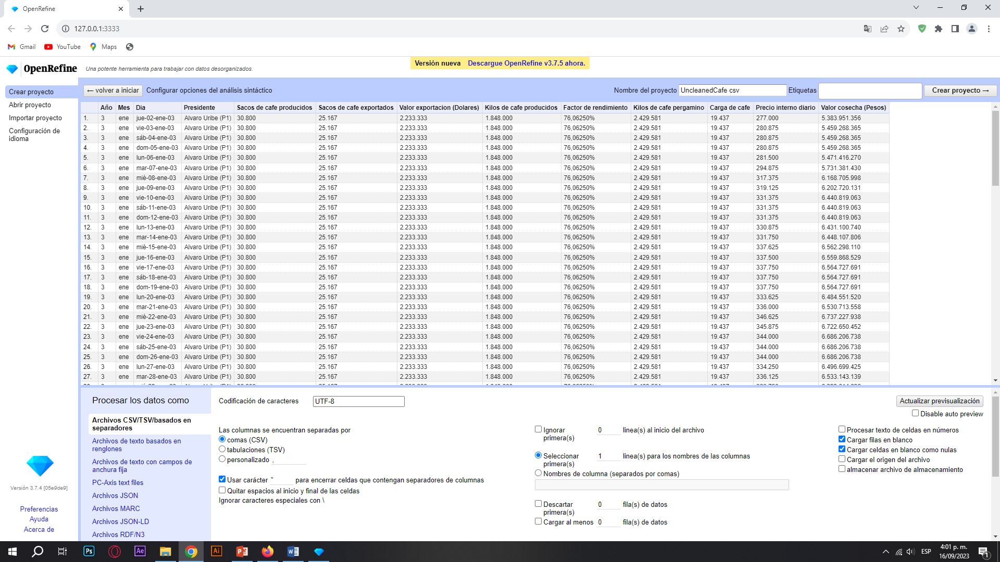 OpenRefine
127.0.0.1:3333
Gmail YouTube Maps
OpenRefine Una potente herramienta para trabajar con datos desorganizados.
Versión nueva Descargue OpenRefine v3.7.5 ahora.
Crear proyecto
Abrir proyecto
Importar proyecto
Configuración de
idioma
← volver a iniciar Configurar opciones del análisis sintáctico Nombre del proyecto UncleanedCafe csv Etiquetas Crear proyecto →
Año Mes Dia Presidente Sacos de cafe producidos Sacos de cafe exportados Valor exportacion (Dolares) Kilos de cafe producidos Factor de rendimiento Kilos de cafe pergamino Carga de cafe Precio interno diario Valor cosecha (Pesos)
1. 3 ene jue-02-ene-03 Alvaro Uribe (P1) 30.800 25.167 2.233.333 1.848.000 76,06250% 2.429.581 19.437 277.000 5.383.951.356
2. 3 ene vie-03-ene-03 Alvaro Uribe (P1) 30.800 25.167 2.233.333 1.848.000 76,06250% 2.429.581 19.437 280.875 5.459.268.365
3. 3 ene sáb-04-ene-03 Alvaro Uribe (P1) 30.800 25.167 2.233.333 1.848.000 76,06250% 2.429.581 19.437 280.875 5.459.268.365
4. 3 ene dom-05-ene-03 Alvaro Uribe (P1) 30.800 25.167 2.233.333 1.848.000 76,06250% 2.429.581 19.437 280.875 5.459.268.365
5. 3 ene lun-06-ene-03 Alvaro Uribe (P1) 30.800 25.167 2.233.333 1.848.000 76,06250% 2.429.581 19.437 281.500 5.471.416.270
6. 3 ene mar-07-ene-03 Alvaro Uribe (P1) 30.800 25.167 2.233.333 1.848.000 76,06250% 2.429.581 19.437 294.875 5.731.381.430
7. 3 ene mié-08-ene-03 Alvaro Uribe (P1) 30.800 25.167 2.233.333 1.848.000 76,06250% 2.429.581 19.437 317.375 6.168.705.998
8. 3 ene jue-09-ene-03 Alvaro Uribe (P1) 30.800 25.167 2.233.333 1.848.000 76,06250% 2.429.581 19.437 319.125 6.202.720.131
9. 3 ene vie-10-ene-03 Alvaro Uribe (P1) 30.800 25.167 2.233.333 1.848.000 76,06250% 2.429.581 19.437 331.375 6.440.819.063
10. 3 ene sáb-11-ene-03 Alvaro Uribe (P1) 30.800 25.167 2.233.333 1.848.000 76,06250% 2.429.581 19.437 331.375 6.440.819.063
11. 3 ene dom-12-ene-03 Alvaro Uribe (P1) 30.800 25.167 2.233.333 1.848.000 76,06250% 2.429.581 19.437 331.375 6.440.819.063
12. 3 ene lun-13-ene-03 Alvaro Uribe (P1) 30.800 25.167 2.233.333 1.848.000 76,06250% 2.429.581 19.437 330.875 6.431.100.740
13. 3 ene mar-14-ene-03 Alvaro Uribe (P1) 30.800 25.167 2.233.333 1.848.000 76,06250% 2.429.581 19.437 331.750 6.448.107.806
14. 3 ene mié-15-ene-03 Alvaro Uribe (P1) 30.800 25.167 2.233.333 1.848.000 76,06250% 2.429.581 19.437 337.625 6.562.298.110
15. 3 ene jue-16-ene-03 Alvaro Uribe (P1) 30.800 25.167 2.233.333 1.848.000 76,06250% 2.429.581 19.437 337.500 6.559.868.529
16. 3 ene vie-17-ene-03 Alvaro Uribe (P1) 30.800 25.167 2.233.333 1.848.000 76,06250% 2.429.581 19.437 337.750 6.564.727.691
17. 3 ene sáb-18-ene-03 Alvaro Uribe (P1) 30.800 25.167 2.233.333 1.848.000 76,06250% 2.429.581 19.437 337.750 6.564.727.691
18. 3 ene dom-19-ene-03 Alvaro Uribe (P1) 30.800 25.167 2.233.333 1.848.000 76,06250% 2.429.581 19.437 337.750 6.564.727.691
19. 3 ene lun-20-ene-03 Alvaro Uribe (P1) 30.800 25.167 2.233.333 1.848.000 76,06250% 2.429.581 19.437 333.625 6.484.551.520
20. 3 ene mar-21-ene-03 Alvaro Uribe (P1) 30.800 25.167 2.233.333 1.848.000 76,06250% 2.429.581 19.437 336.000 6.530.713.558
21. 3 ene mié-22-ene-03 Alvaro Uribe (P1) 30.800 25.167 2.233.333 1.848.000 76,06250% 2.429.581 19.437 346.625 6.737.227.938
22. 3 ene jue-23-ene-03 Alvaro Uribe (P1) 30.800 25.167 2.233.333 1.848.000 76,06250% 2.429.581 19.437 345.875 6.722.650.452
23. 3 ene vie-24-ene-03 Alvaro Uribe (P1) 30.800 25.167 2.233.333 1.848.000 76,06250% 2.429.581 19.437 344.000 6.686.206.738
24. 3 ene sáb-25-ene-03 Alvaro Uribe (P1) 30.800 25.167 2.233.333 1.848.000 76,06250% 2.429.581 19.437 344.000 6.686.206.738
25. 3 ene dom-26-ene-03 Alvaro Uribe (P1) 30.800 25.167 2.233.333 1.848.000 76,06250% 2.429.581 19.437 344.000 6.686.206.738
26. 3 ene lun-27-ene-03 Alvaro Uribe (P1) 30.800 25.167 2.233.333 1.848.000 76,06250% 2.429.581 19.437 334.250 6.496.699.425
27. 3 ene mar-28-ene-03 Alvaro Uribe (P1) 30.800 25.167 2.233.333 1.848.000 76,06250% 2.429.581 19.437 336.125 6.533.143.139
Procesar los datos como
Archivos CSV/TSV/basados en
separadores
Archivos de texto basados en
renglones
Archivos de texto con campos de
anchura fija
PC-Axis text files
Archivos JSON
Archivos MARC
Archivos JSON-LD
Archivos RDF/N3
Codificación de caracteres UTF-8
Las columnas se encuentran separadas por
comas (CSV)
tabulaciones (TSV)
personalizado ,
Usar carácter " para encerrar celdas que contengan separadores de columnas
Quitar espacios al inicio y final de las celdas
Ignorar caracteres especiales con \
Ignorar
primera(s) 0 linea(s) al inicio del archivo
Seleccionar
primera(s) 1 linea(s) para los nombres de las columnas
Nombres de columna (separados por comas)
Descartar
primera(s) 0 fila(s) de datos
Cargar al menos 0 fila(s) de datos
Actualizar previsualización
Disable auto preview
Procesar texto de celdas en números
Cargar filas en blanco
Cargar celdas en blanco como nulas
Cargar el origen del archivo
almacenar archivo de almacenamiento
Versión 3.7.4 [05e9de9]
Preferencias
Ayuda
Acerca de
Ps Ae Ai
ESP
4:01 p. m.
16/09/2023
1